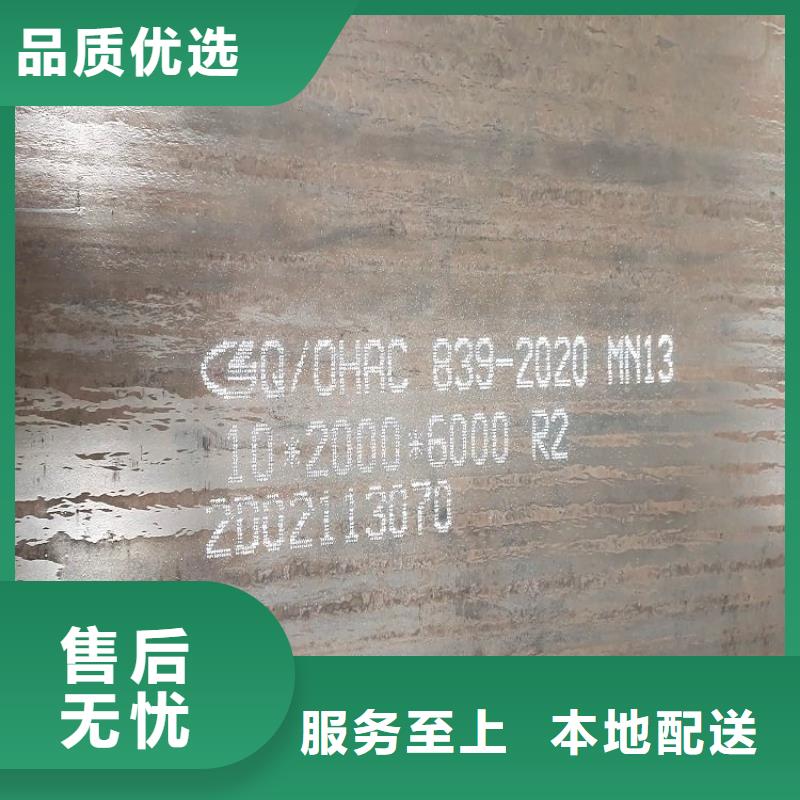 品质优选
Q/OHAC 839-2020 MN13
10*2000*6000 R2
2D02113070
售后
无忧
服务至上 本地配送